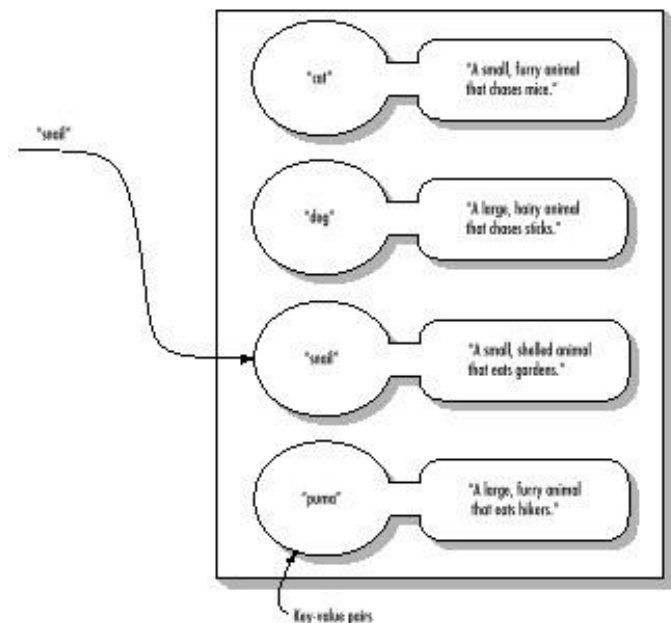 "cat"
"A small, furry animal
that chases mice."
"snail"
"dog"
"A large, hairy animal
that chases sticks."
"snail"
"A small, shelled animal
that eats gardens."
"puma"
"A large, furry animal
that eats hikers."
Key-value pairs